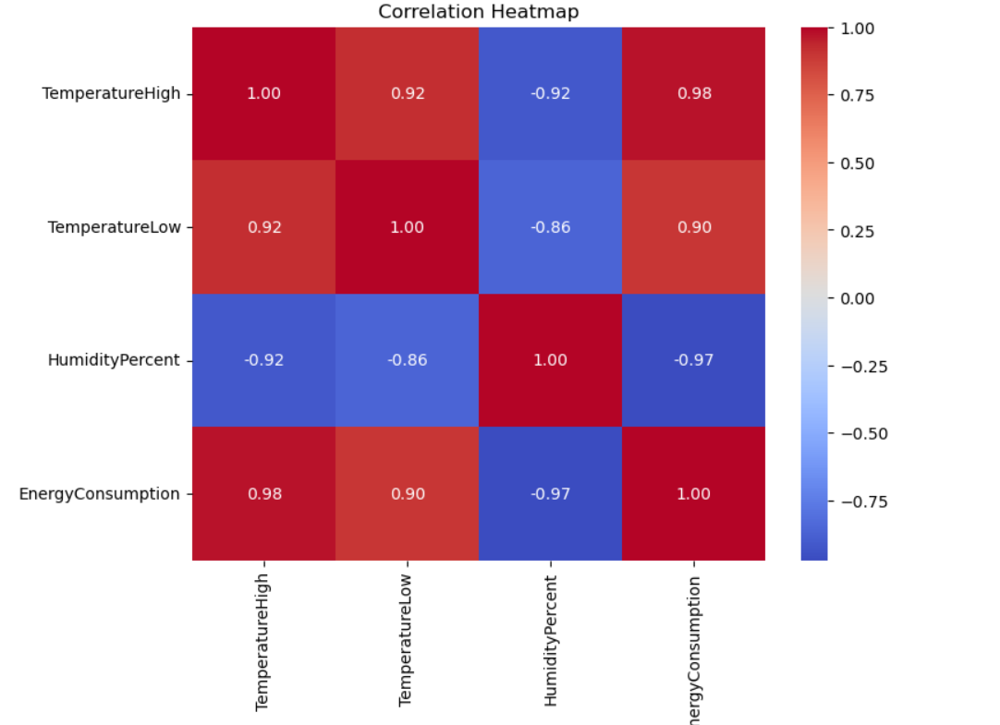 Correlation Heatmap
TemperatureHigh 1.00 0.92 -0.92 0.98
TemperatureLow 0.92 1.00 -0.86 0.90
HumidityPercent -0.92 -0.86 1.00 -0.97
EnergyConsumption 0.98 0.90 -0.97 1.00
TemperatureHigh
TemperatureLow
HumidityPercent
nergyConsumption
1.00
0.75
0.50
0.25
0.00
−0.25
−0.50
−0.75